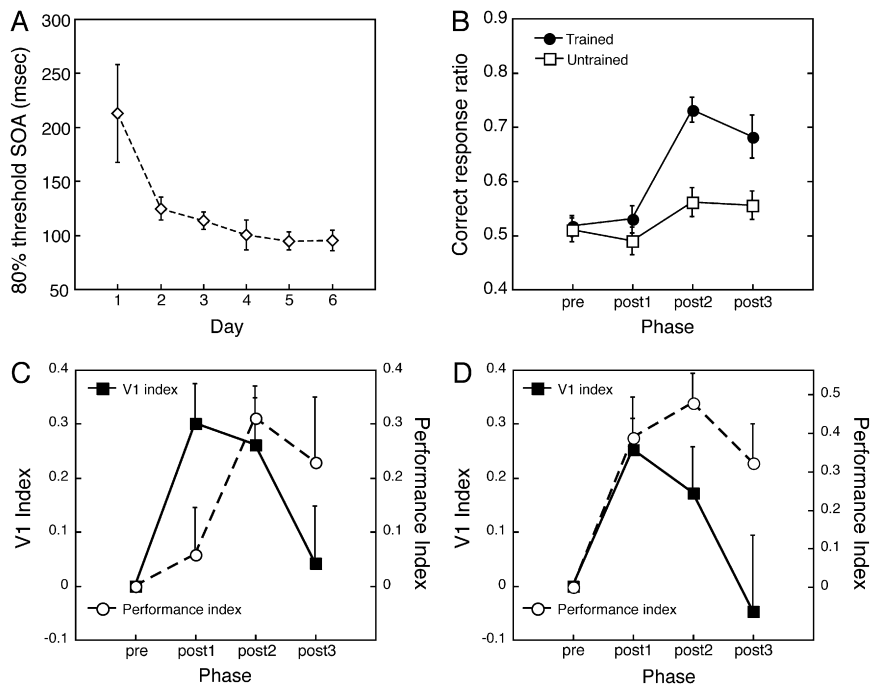 A
80% threshold SOA (msec)
300
250
200
150
100
50
1 2 3 4 5 6
Day
B
Correct response ratio
0.9
0.8
0.7
0.6
0.5
0.4
Trained
Untrained
pre post1 post2 post3
Phase
C
V1 Index
0.4
0.3
0.2
0.1
0
-0.1
V1 index
Performance index
0.4
0.3
0.2
0.1
0
Performance Index
pre post1 post2 post3
Phase
D
V1 Index
0.4
0.3
0.2
0.1
0
-0.1
V1 index
Performance index
0.5
0.4
0.3
0.2
0.1
0
Performance Index
pre post1 post2 post3
Phase